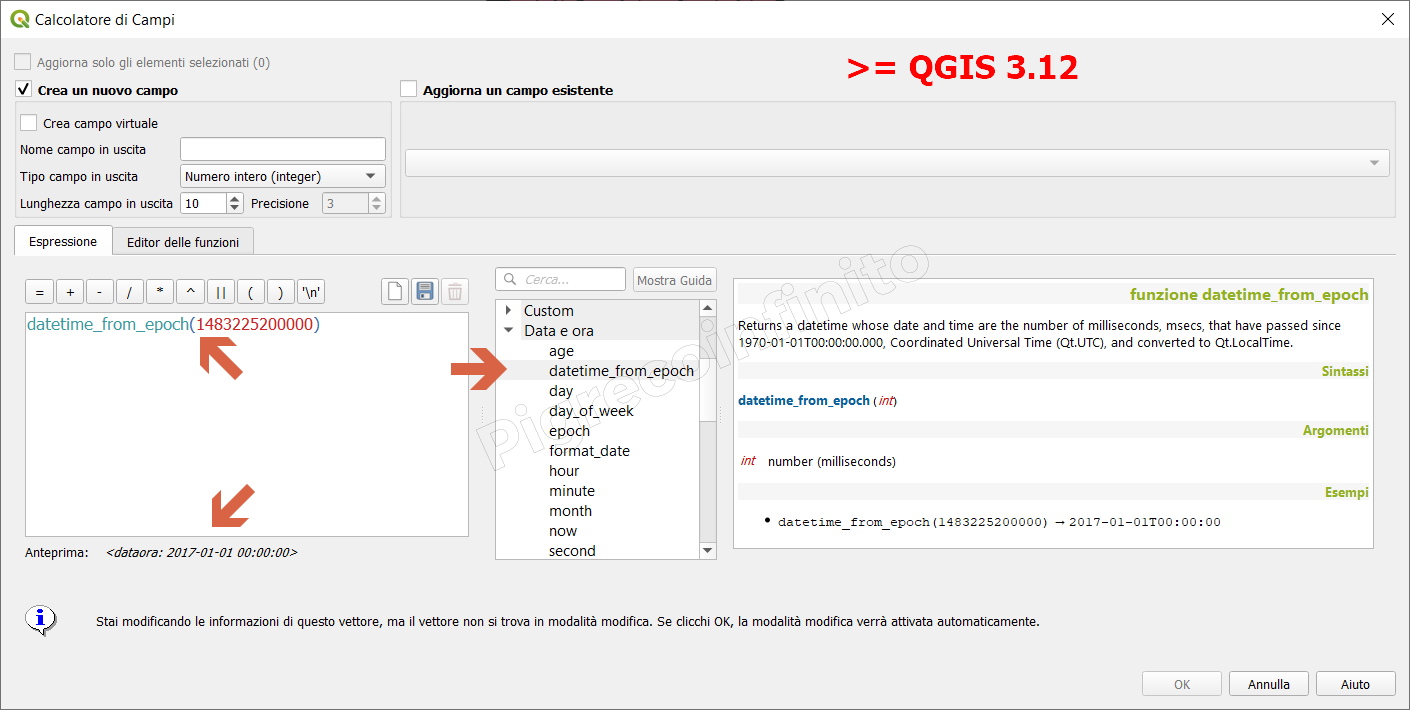 Calcolatore di Campi
Aggiorna solo gli elementi selezionati (0)
>= QGIS 3.12
Crea un nuovo campo
Aggiorna un campo esistente
Crea campo virtuale
Nome campo in uscita
Tipo campo in uscita Numero intero (integer)
Lunghezza campo in uscita 10 Precisione 3
Espressione Editor delle funzioni
= + - / * ^ || ( ) '\n'
datetime_from_epoch(1483225200000)
Anteprima: <dataora: 2017-01-01 00:00:00>
Cerca... Mostra Guida
Custom
Data e ora
age
datetime_from_epoch
day
day_of_week
epoch
format_date
hour
minute
month
now
second
funzione datetime_from_epoch
Returns a datetime whose date and time are the number of milliseconds, msecs, that have passed since
1970-01-01T00:00:00.000, Coordinated Universal Time (Qt.UTC), and converted to Qt.LocalTime.
Sintassi
datetime_from_epoch (int)
Argomenti
int number (milliseconds)
Esempi
• datetime_from_epoch(1483225200000) → 2017-01-01T00:00:00
Pigrecoinfinito
Stai modificando le informazioni di questo vettore, ma il vettore non si trova in modalità modifica. Se clicchi OK, la modalità modifica verrà attivata automaticamente.
OK Annulla Aiuto